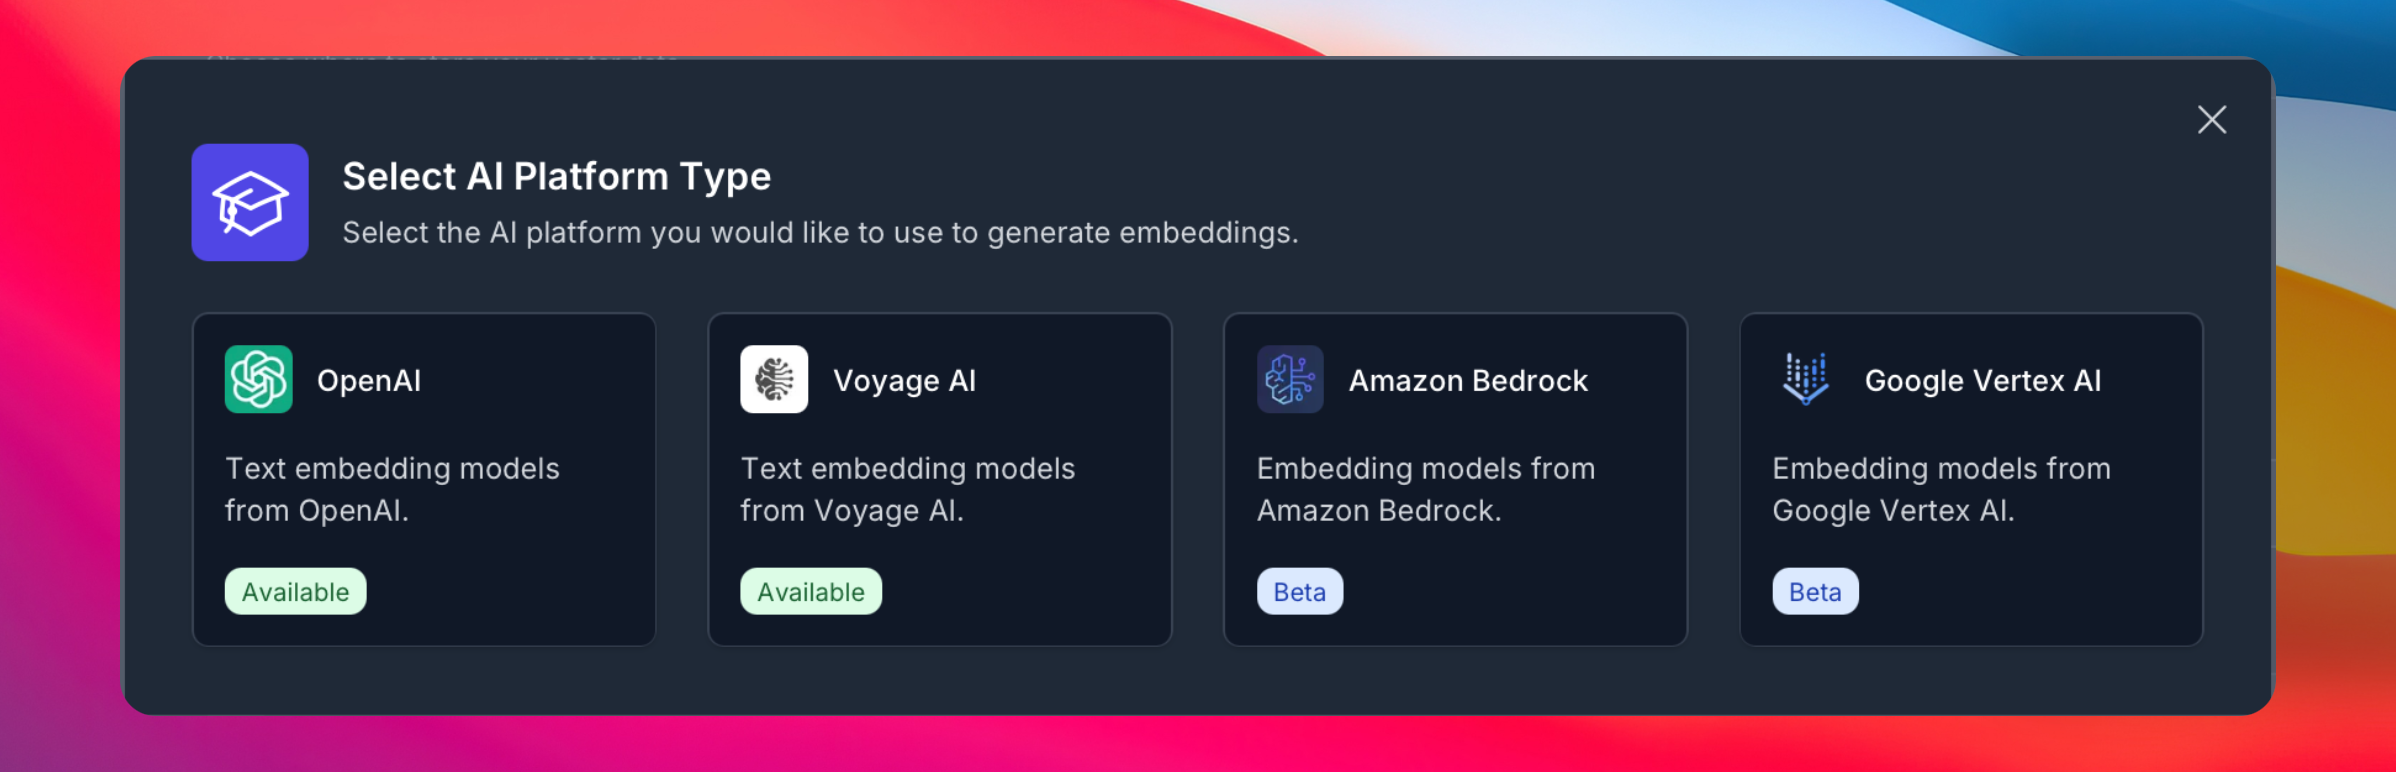 Select AI Platform Type
Select the AI platform you would like to use to generate embeddings.
OpenAI
Text embedding models
from OpenAI.
Available
Voyage AI
Text embedding models
from Voyage AI.
Available
Amazon Bedrock
Embedding models from
Amazon Bedrock.
Beta
Google Vertex AI
Embedding models from
Google Vertex AI.
Beta